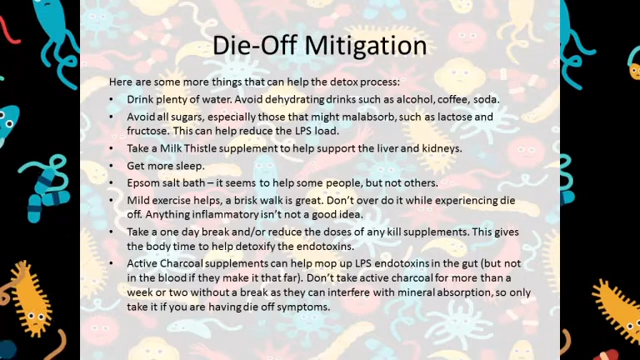 Die-Off Mitigation
Here are some more things that can help the detox process:
• Drink plenty of water. Avoid dehydrating drinks such as alcohol, coffee, soda.
• Avoid all sugars, especially those that might malabsorb, such as lactose and
fructose. This can help reduce the LPS load.
• Take a Milk Thistle supplement to help support the liver and kidneys.
• Get more sleep.
• Epsom salt bath – it seems to help some people, but not others.
• Mild exercise helps, a brisk walk is great. Don't over do it while experiencing die
off. Anything inflammatory isn't not a good idea.
• Take a one day break and/or reduce the doses of any kill supplements. This gives
the body time to help detoxify the endotoxins.
• Active Charcoal supplements can help mop up LPS endotoxins in the gut (but not
in the blood if they make it that far). Don't take active charcoal for more than a
week or two without a break as they can interfere with mineral absorption, so only
take it if you are having die off symptoms.